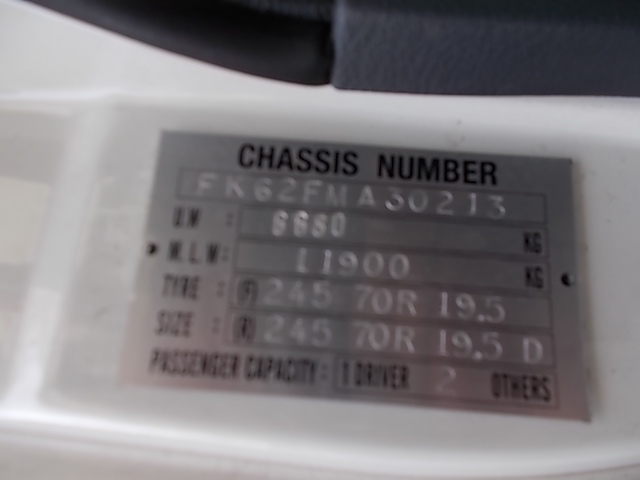 CHASSIS NUMBER
FK62FMA30213
U.W : 6680 KG
M.L.W: 11900 KG
TYRE : (F) 245 70R 19.5
SIZE : (R) 245 70R 19.5 D
PASSENGER CAPACITY: 1 DRIVER 2 OTHERS